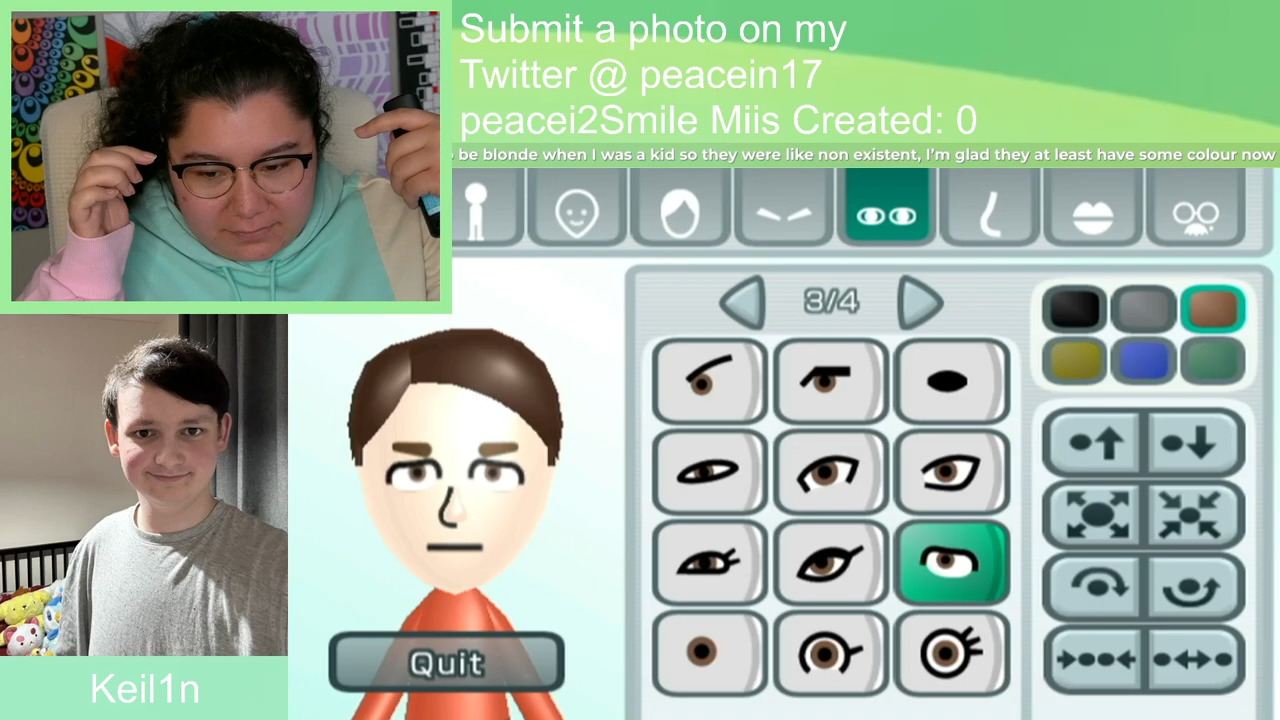 Submit a photo on my
Twitter @ peacein17
peacei2Smile Miis Created: 0
be blonde when I was a kid so they were like non existent, I'm glad they at least have some colour now
3/4
Quit
Keil1n